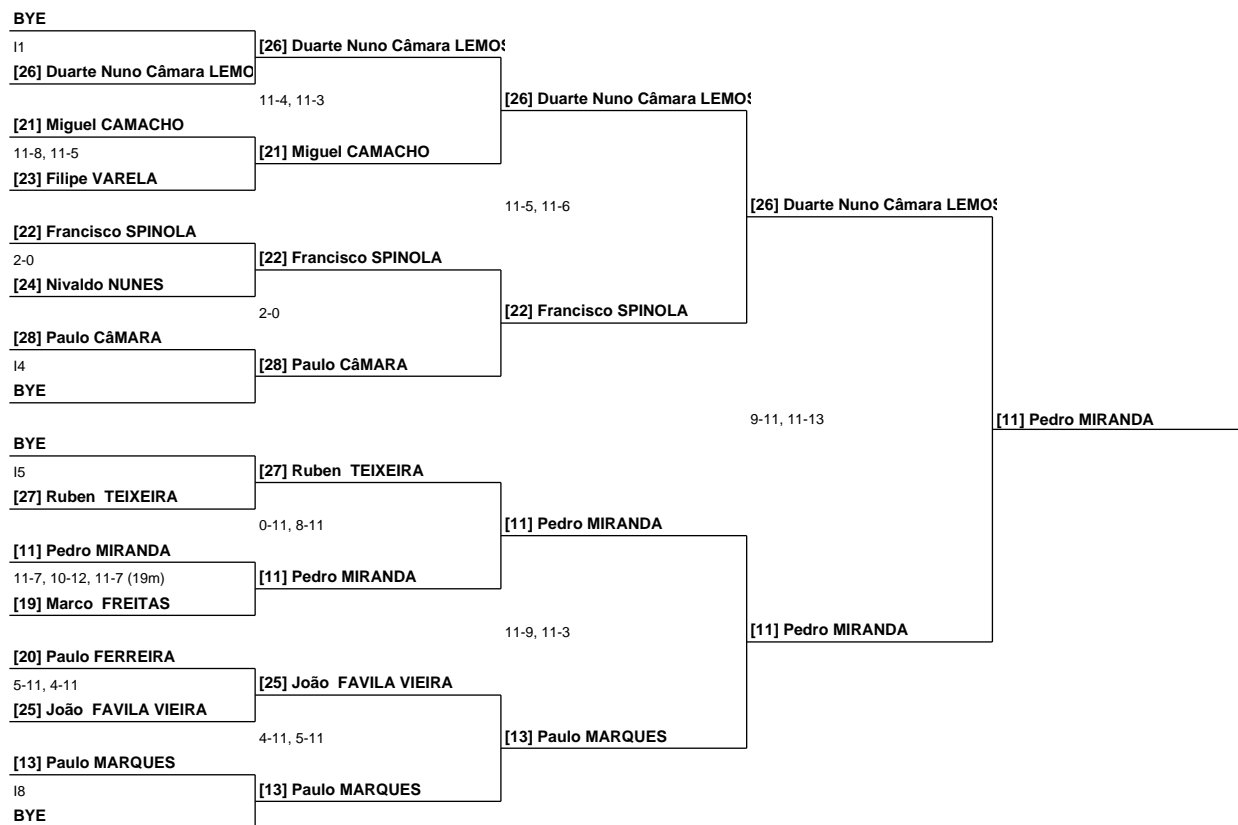 BYE
I1
[26] Duarte Nuno Câmara LEMOS
[26] Duarte Nuno Câmara LEMO
11-4, 11-3
[26] Duarte Nuno Câmara LEMOS
[21] Miguel CAMACHO
11-8, 11-5
[21] Miguel CAMACHO
[23] Filipe VARELA
11-5, 11-6
[26] Duarte Nuno Câmara LEMOS
[22] Francisco SPINOLA
2-0
[22] Francisco SPINOLA
[24] Nivaldo NUNES
2-0
[22] Francisco SPINOLA
[28] Paulo CâMARA
I4
[28] Paulo CâMARA
BYE
9-11, 11-13
[11] Pedro MIRANDA
BYE
I5
[27] Ruben  TEIXEIRA
[27] Ruben  TEIXEIRA
0-11, 8-11
[11] Pedro MIRANDA
[11] Pedro MIRANDA
11-7, 10-12, 11-7 (19m)
[11] Pedro MIRANDA
[19] Marco  FREITAS
11-9, 11-3
[11] Pedro MIRANDA
[20] Paulo FERREIRA
5-11, 4-11
[25] João  FAVILA VIEIRA
[25] João  FAVILA VIEIRA
4-11, 5-11
[13] Paulo MARQUES
[13] Paulo MARQUES
I8
[13] Paulo MARQUES
BYE